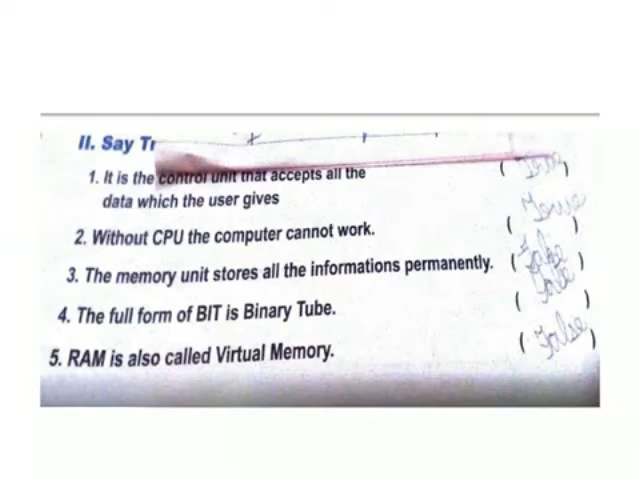 II. Say Tr
1. It is the control unit that accepts all the
data which the user gives
( True )
2. Without CPU the computer cannot work.
( True )
3. The memory unit stores all the informations permanently. ( False )
4. The full form of BIT is Binary Tube. ( )
5. RAM is also called Virtual Memory. ( False )